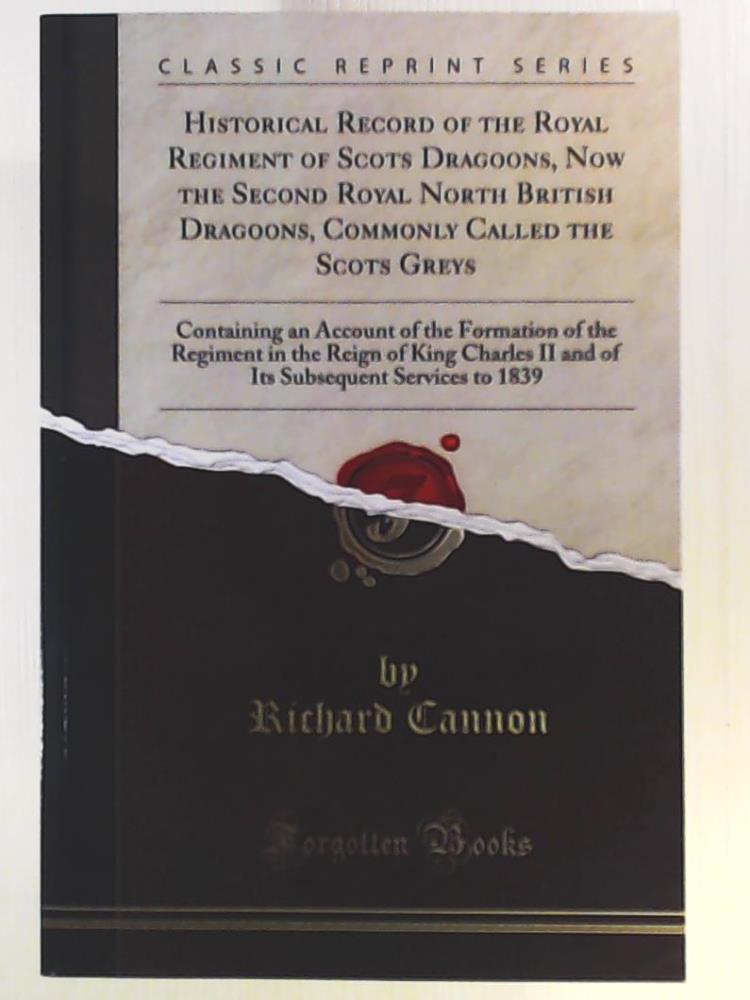 CLASSIC REPRINT SERIES
HISTORICAL RECORD OF THE ROYAL
REGIMENT OF SCOTS DRAGOONS, NOW
THE SECOND ROYAL NORTH BRITISH
DRAGOONS, COMMONLY CALLED THE
SCOTS GREYS
Containing an Account of the Formation of the
Regiment in the Reign of King Charles II and of
Its Subsequent Services to 1839
by
Richard Cannon
Forgotten Books